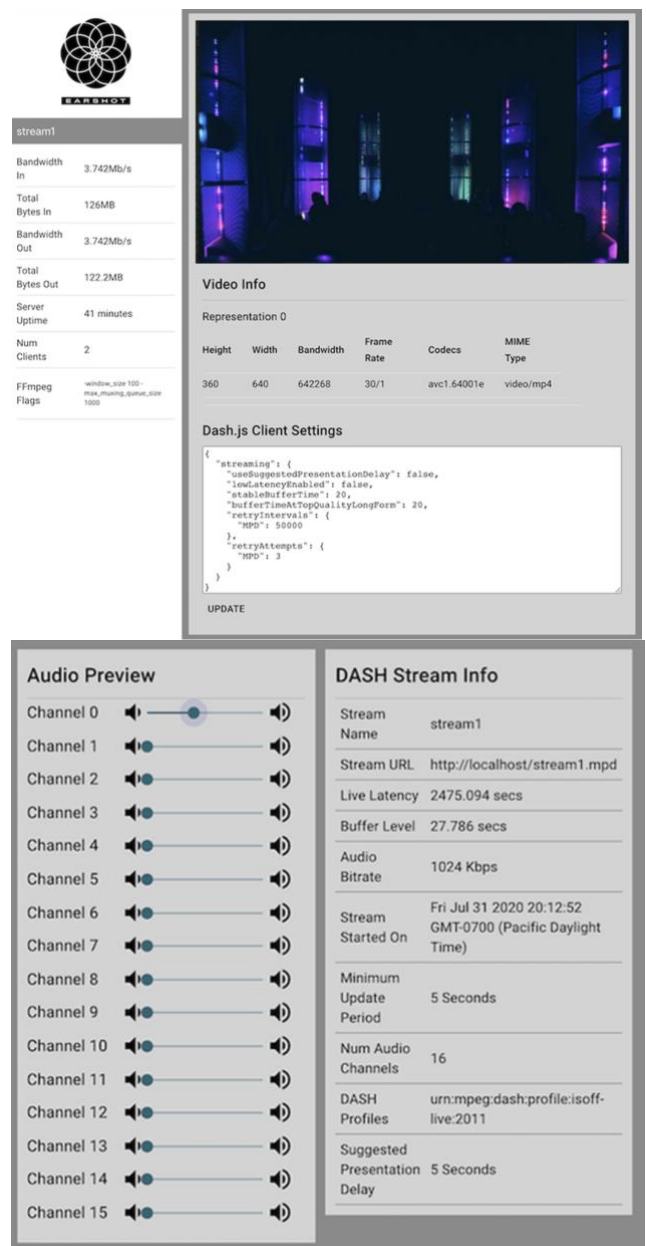 EARSHOT
stream1
Bandwidth
In
3.742Mb/s
Total
Bytes In
126MB
Bandwidth
Out
3.742Mb/s
Total
Bytes Out
122.2MB
Server
Uptime
41 minutes
Num
Clients
2
FFmpeg
Flags
-window_size 100 -
max_muxing_queue_size
1000
Video Info
Representation 0
Height Width Bandwidth Frame
Rate Codecs MIME
Type
360 640 642268 30/1 avc1.64001e video/mp4
Dash.js Client Settings
{
"streaming": {
"useSuggestedPresentationDelay": false,
"lowLatencyEnabled": false,
"stableBufferTime": 20,
"bufferTimeAtTopQualityLongForm": 20,
"retryIntervals": {
"MPD": 50000
},
"retryAttempts": {
"MPD": 3
}
}
}
UPDATE
Audio Preview
Channel 0
Channel 1
Channel 2
Channel 3
Channel 4
Channel 5
Channel 6
Channel 7
Channel 8
Channel 9
Channel 10
Channel 11
Channel 12
Channel 13
Channel 14
Channel 15
DASH Stream Info
Stream
Name
stream1
Stream URL http://localhost/stream1.mpd
Live Latency 2475.094 secs
Buffer Level 27.786 secs
Audio
Bitrate
1024 Kbps
Stream
Started On
Fri Jul 31 2020 20:12:52
GMT-0700 (Pacific Daylight
Time)
Minimum
Update
Period
5 Seconds
Num Audio
Channels
16
DASH
Profiles
urn:mpeg:dash:profile:isoff-
live:2011
Suggested
Presentation
Delay
5 Seconds